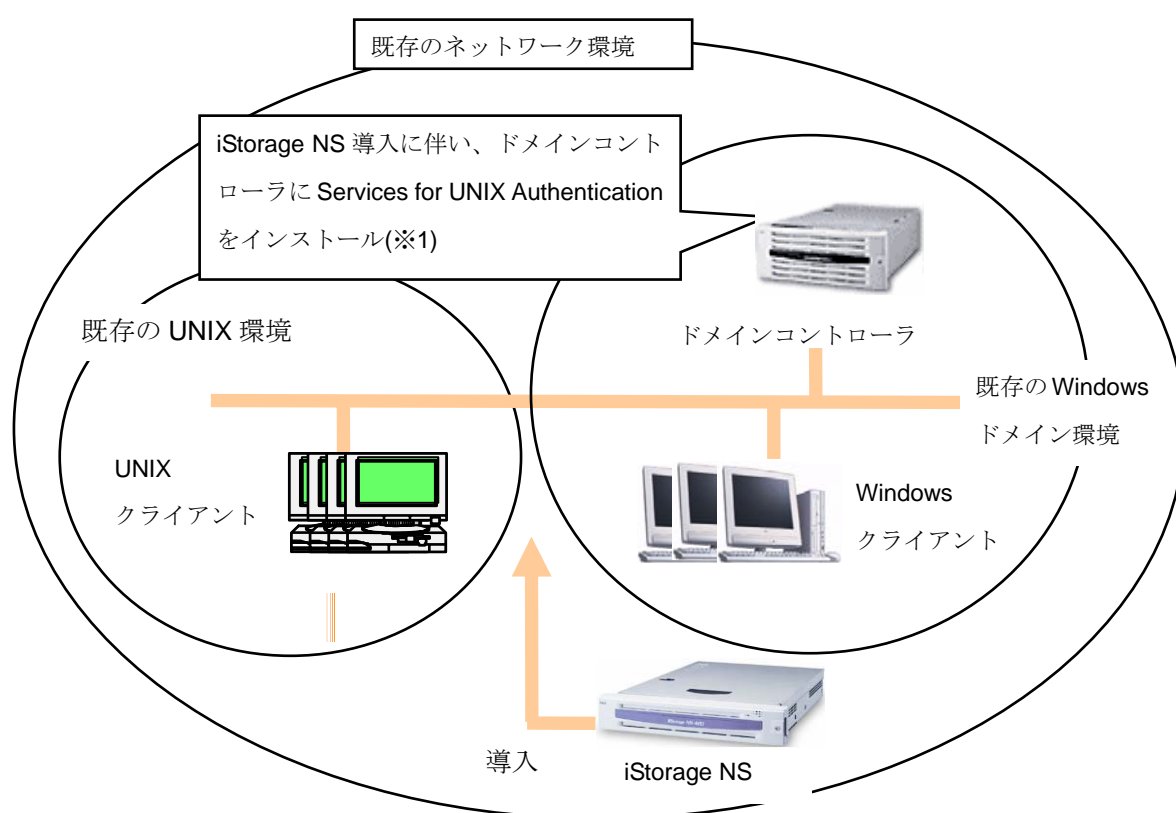 既存のネットワーク環境
iStorage NS 導入に伴い、ドメインコント
ローラに Services for UNIX Authentication
をインストール(※1)
既存の UNIX 環境
ドメインコントローラ
既存の Windows
ドメイン環境
UNIX
クライアント
Windows
クライアント
導入
iStorage NS